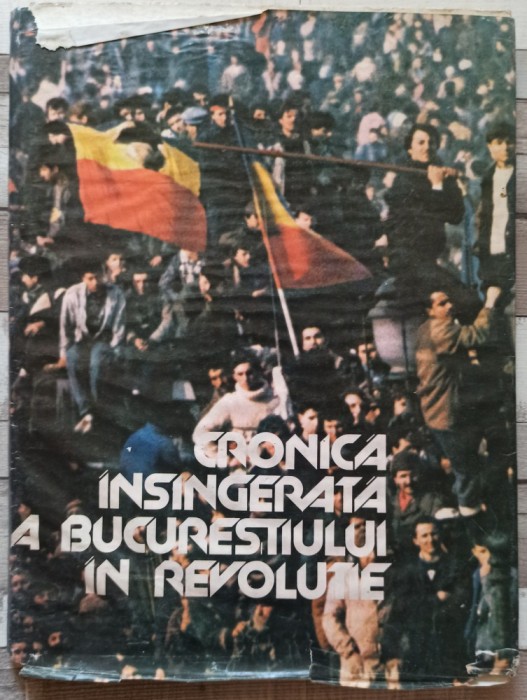 CRONICA
INSINGERATA
A BUCURESTIULUI
IN REVOLUTIE